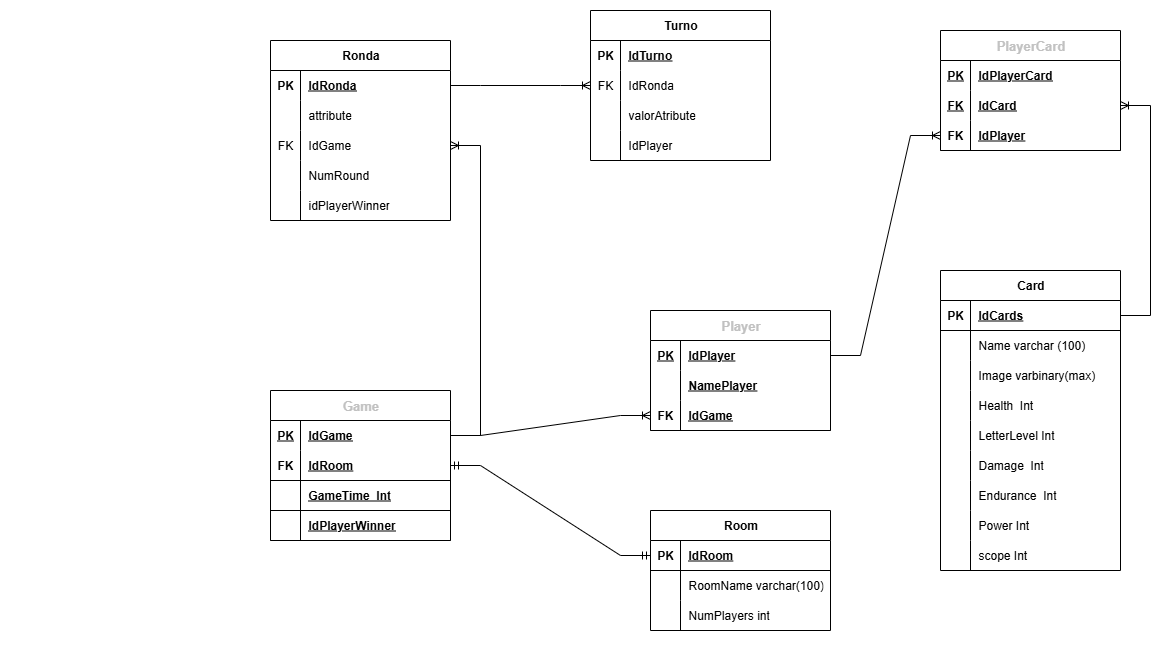 Turno
PK IdTurno
FK IdRonda
valorAtribute
IdPlayer
Ronda
PK IdRonda
attribute
FK IdGame
NumRound
idPlayerWinner
PlayerCard
PK IdPlayerCard
FK IdCard
FK IdPlayer
Card
PK IdCards
Name varchar (100)
Image varbinary(max)
Health Int
LetterLevel Int
Damage Int
Endurance Int
Power Int
scope Int
Player
PK IdPlayer
NamePlayer
FK IdGame
Game
PK IdGame
FK IdRoom
GameTime Int
IdPlayerWinner
Room
PK IdRoom
RoomName varchar(100)
NumPlayers int